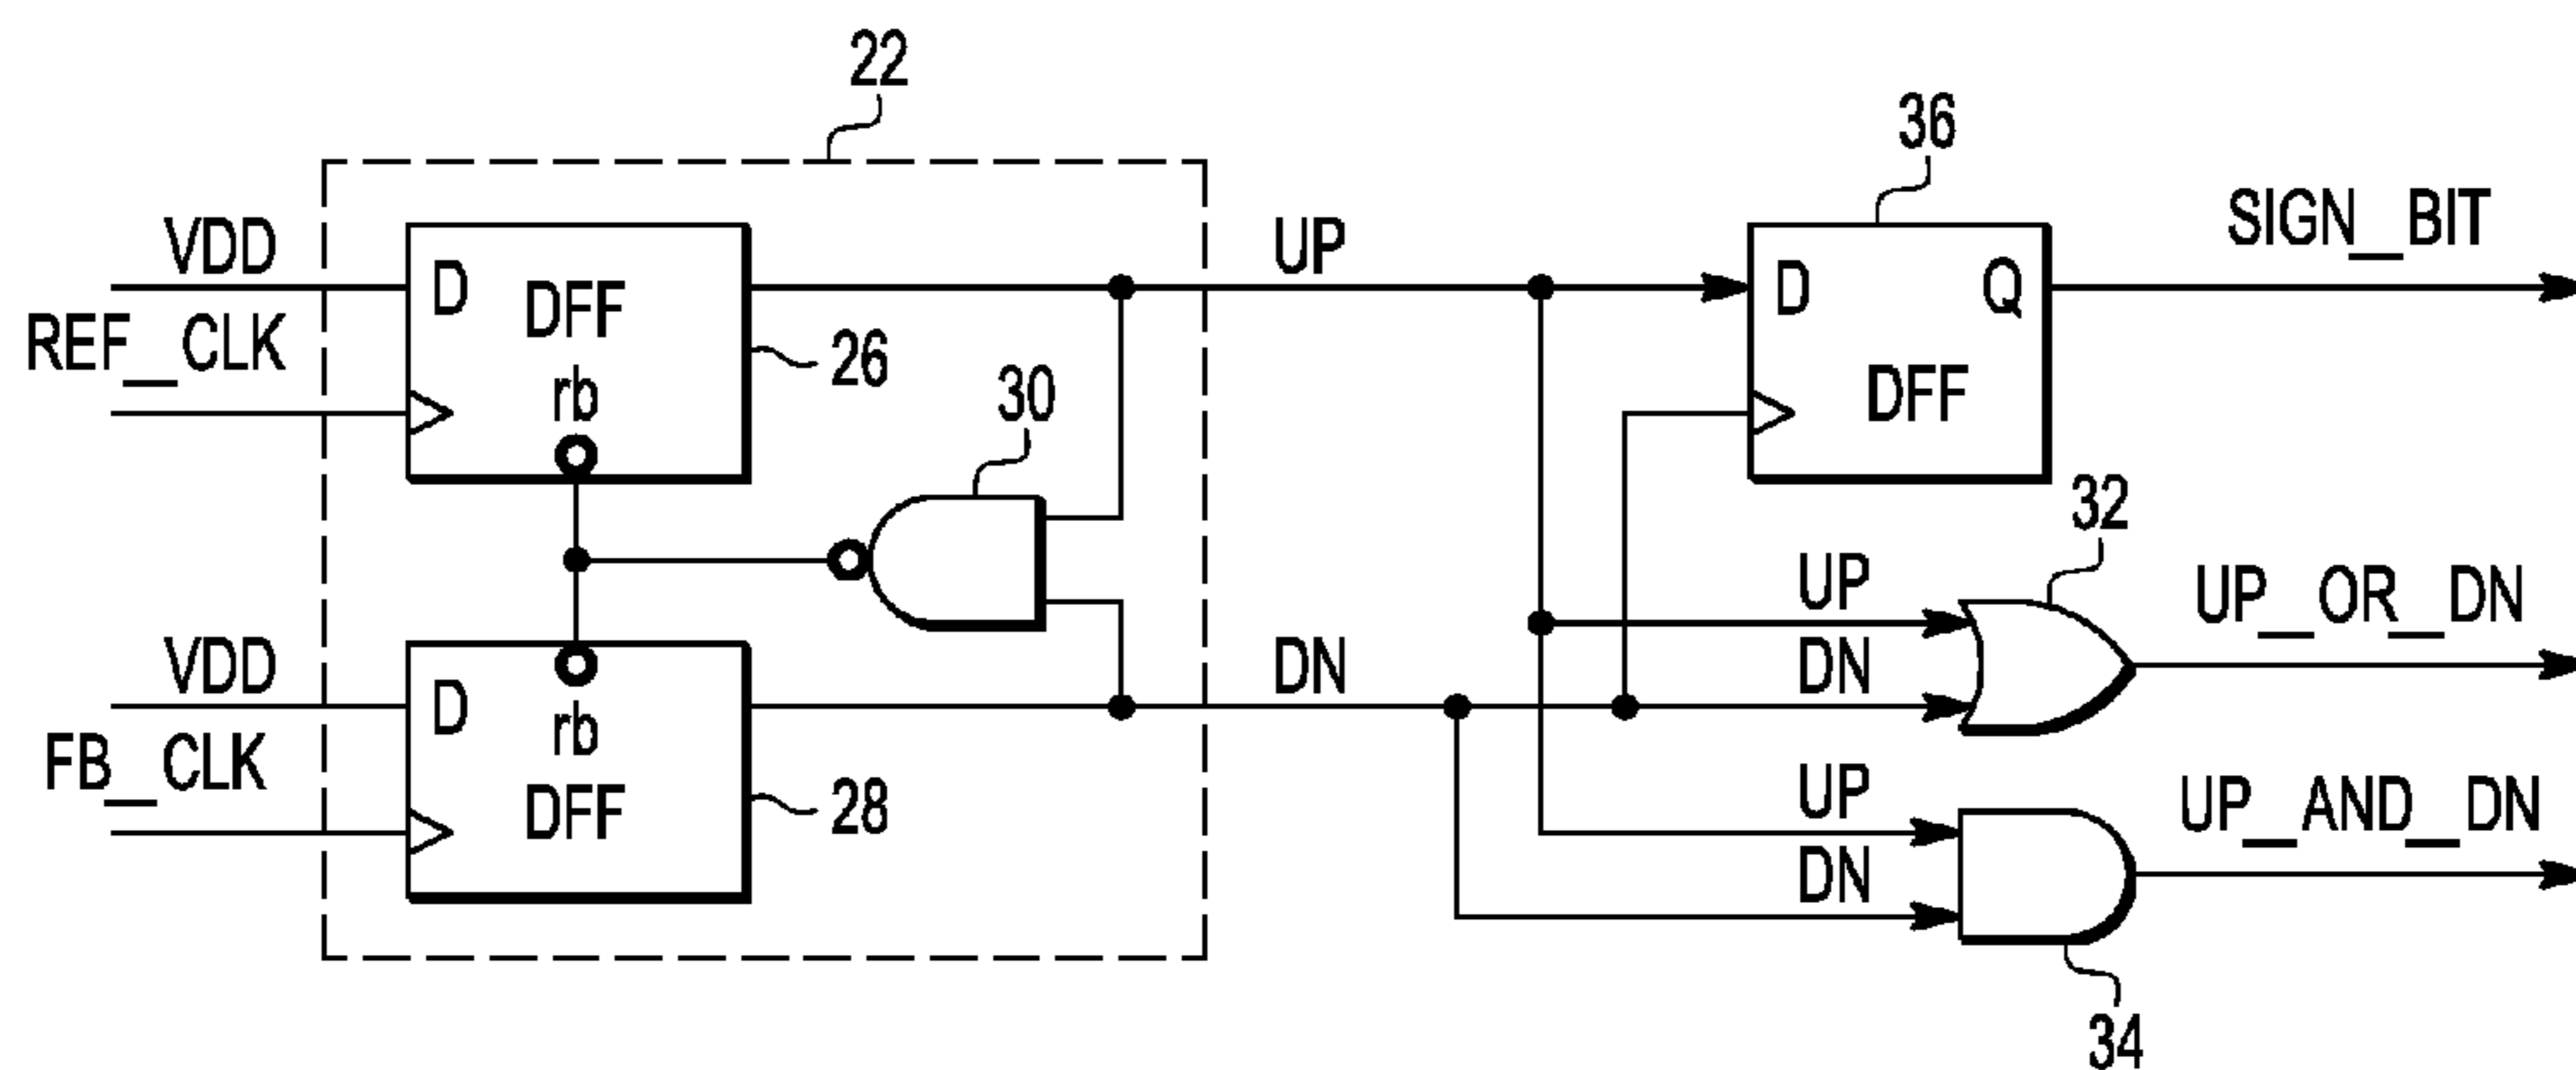 22
36
VDD
D
DFF
REF_CLK
26
rb
30
UP
D
Q
DFF
SIGN_BIT
32
VDD
D
rb
FB_CLK
DFF
28
DN
UP
DN
UP_OR_DN
UP
DN
UP_AND_DN
34